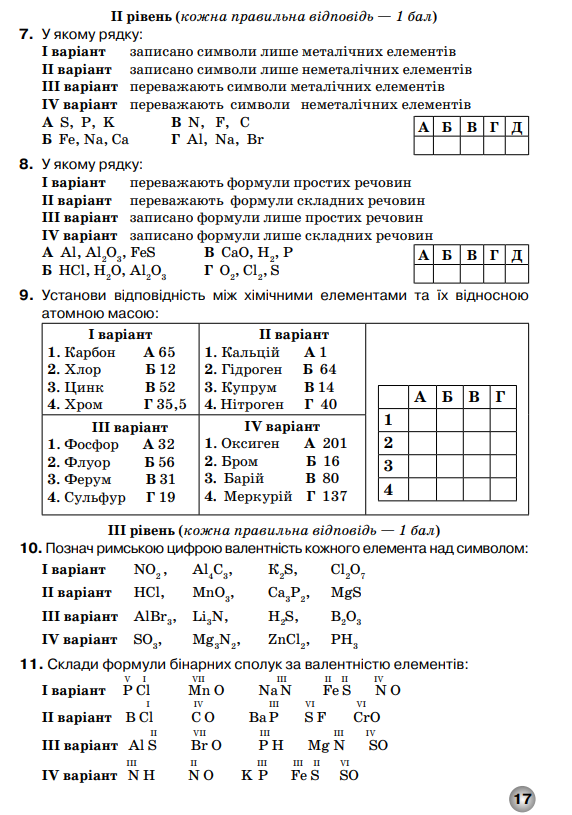 II рівень (кожна правильна відповідь — 1 бал)
7. У якому рядку:
I варіант записано символи лише металічних елементів
II варіант записано символи лише неметалічних елементів
III варіант переважають символи металічних елементів
IV варіант переважають символи неметалічних елементів
А S, P, K В N, F, C
Б Fe, Na, Ca Г Al, Na, Br
А Б В Г Д
8. У якому рядку:
I варіант переважають формули простих речовин
II варіант переважають формули складних речовин
III варіант записано формули лише простих речовин
IV варіант записано формули лише складних речовин
А Al, Al₂O₃, FeS В CaO, H₂, P
Б HCl, H₂O, Al₂O₃ Г O₂, Cl₂, S
А Б В Г Д
9. Установи відповідність між хімічними елементами та їх відносною
атомною масою:
I варіант
1. Карбон А 65
2. Хлор Б 12
3. Цинк В 52
4. Хром Г 35,5
II варіант
1. Кальцій А 1
2. Гідроген Б 64
3. Купрум В 14
4. Нітроген Г 40
III варіант
1. Фосфор А 32
2. Флуор Б 56
3. Ферум В 31
4. Сульфур Г 19
IV варіант
1. Оксиген А 201
2. Бром Б 16
3. Барій В 80
4. Меркурій Г 137
А Б В Г
1
2
3
4
III рівень (кожна правильна відповідь — 1 бал)
10. Познач римською цифрою валентність кожного елемента над символом:
I варіант NO₂, Al₄C₃, K₂S, Cl₂O₇
II варіант HCl, MnO₃, Ca₃P₂, MgS
III варіант AlBr₃, Li₃N, H₂S, B₂O₃
IV варіант SO₃, Mg₃N₂, ZnCl₂, PH₃
11. Склади формули бінарних сполук за валентністю елементів:
V I VII III II II IV
I варіант P Cl Mn O Na N Fe S N O
I IV III VI VI
II варіант B Cl C O Ba P S F CrO
II VII III III IV
III варіант Al S Br O P H Mg N SO
III II III III II VI
IV варіант N H N O K P Fe S SO
17